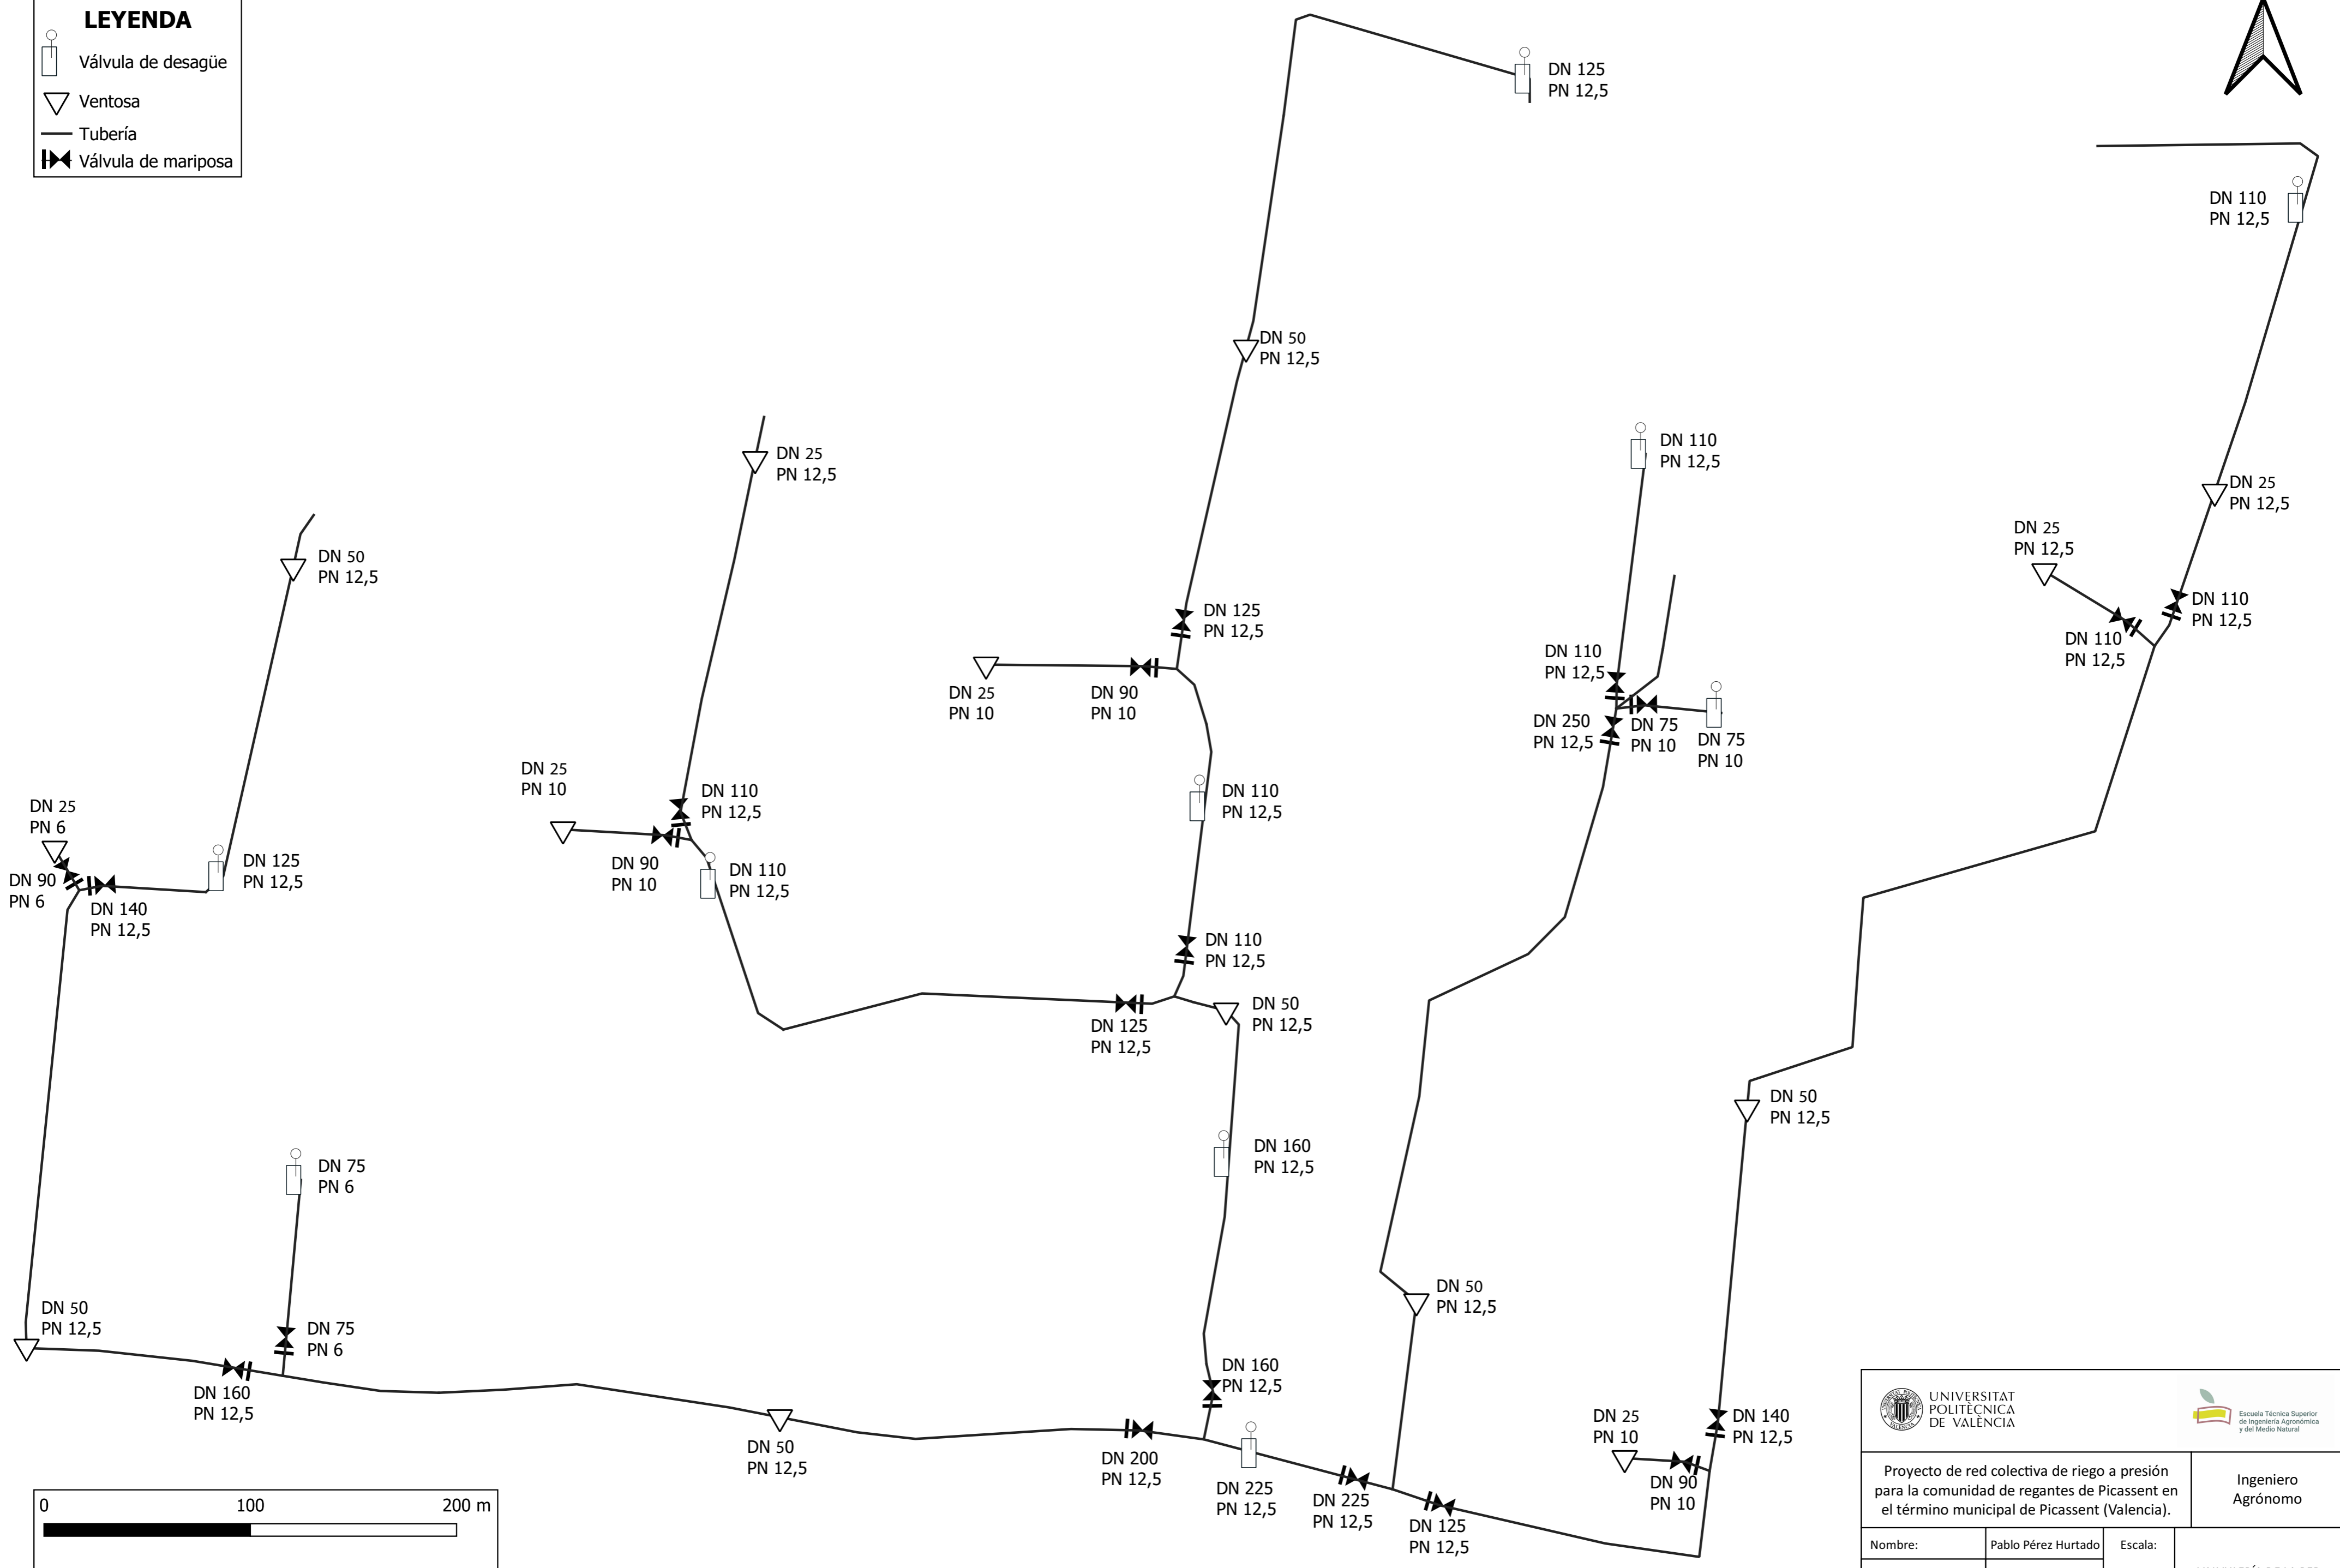 LEYENDA
Válvula de desagüe
Ventosa
Tubería
Válvula de mariposa
DN 125
PN 12,5
DN 110
PN 12,5
DN 50
PN 12,5
DN 25
PN 12,5
DN 110
PN 12,5
DN 25
PN 12,5
DN 25
PN 12,5
DN 50
PN 12,5
DN 125
PN 12,5
DN 110
PN 12,5
DN 110
PN 12,5
DN 110
PN 12,5
DN 25
PN 10
DN 90
PN 10
DN 250
PN 12,5
DN 75
PN 10
DN 75
PN 10
DN 25
PN 10
DN 110
PN 12,5
DN 110
PN 12,5
DN 25
PN 6
DN 90
PN 6
DN 125
PN 12,5
DN 140
PN 12,5
DN 90
PN 10
DN 110
PN 12,5
DN 110
PN 12,5
DN 125
PN 12,5
DN 50
PN 12,5
DN 50
PN 12,5
DN 160
PN 12,5
DN 75
PN 6
DN 50
PN 12,5
DN 50
PN 12,5
DN 75
PN 6
DN 160
PN 12,5
DN 160
PN 12,5
DN 50
PN 12,5
DN 200
PN 12,5
DN 225
PN 12,5
DN 225
PN 12,5
DN 125
PN 12,5
DN 25
PN 10
DN 90
PN 10
DN 140
PN 12,5
0 100 200 m
UNIVERSITAT
POLITÈCNICA
DE VALÈNCIA
Escuela Técnica Superior
de Ingeniería Agronómica
y del Medio Natural
Proyecto de red colectiva de riego a presión
para la comunidad de regantes de Picassent en
el término municipal de Picassent (Valencia).
Ingeniero
Agrónomo
Nombre: Pablo Pérez Hurtado Escala: